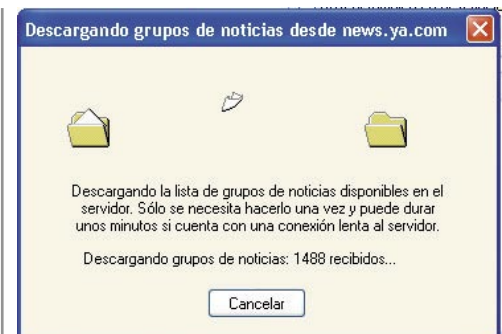 Descargando grupos de noticias desde news.ya.com
Descargando la lista de grupos de noticias disponibles en el
servidor. Sólo se necesita hacerlo una vez y puede durar
unos minutos si cuenta con una conexión lenta al servidor.
Descargando grupos de noticias: 1488 recibidos...
Cancelar